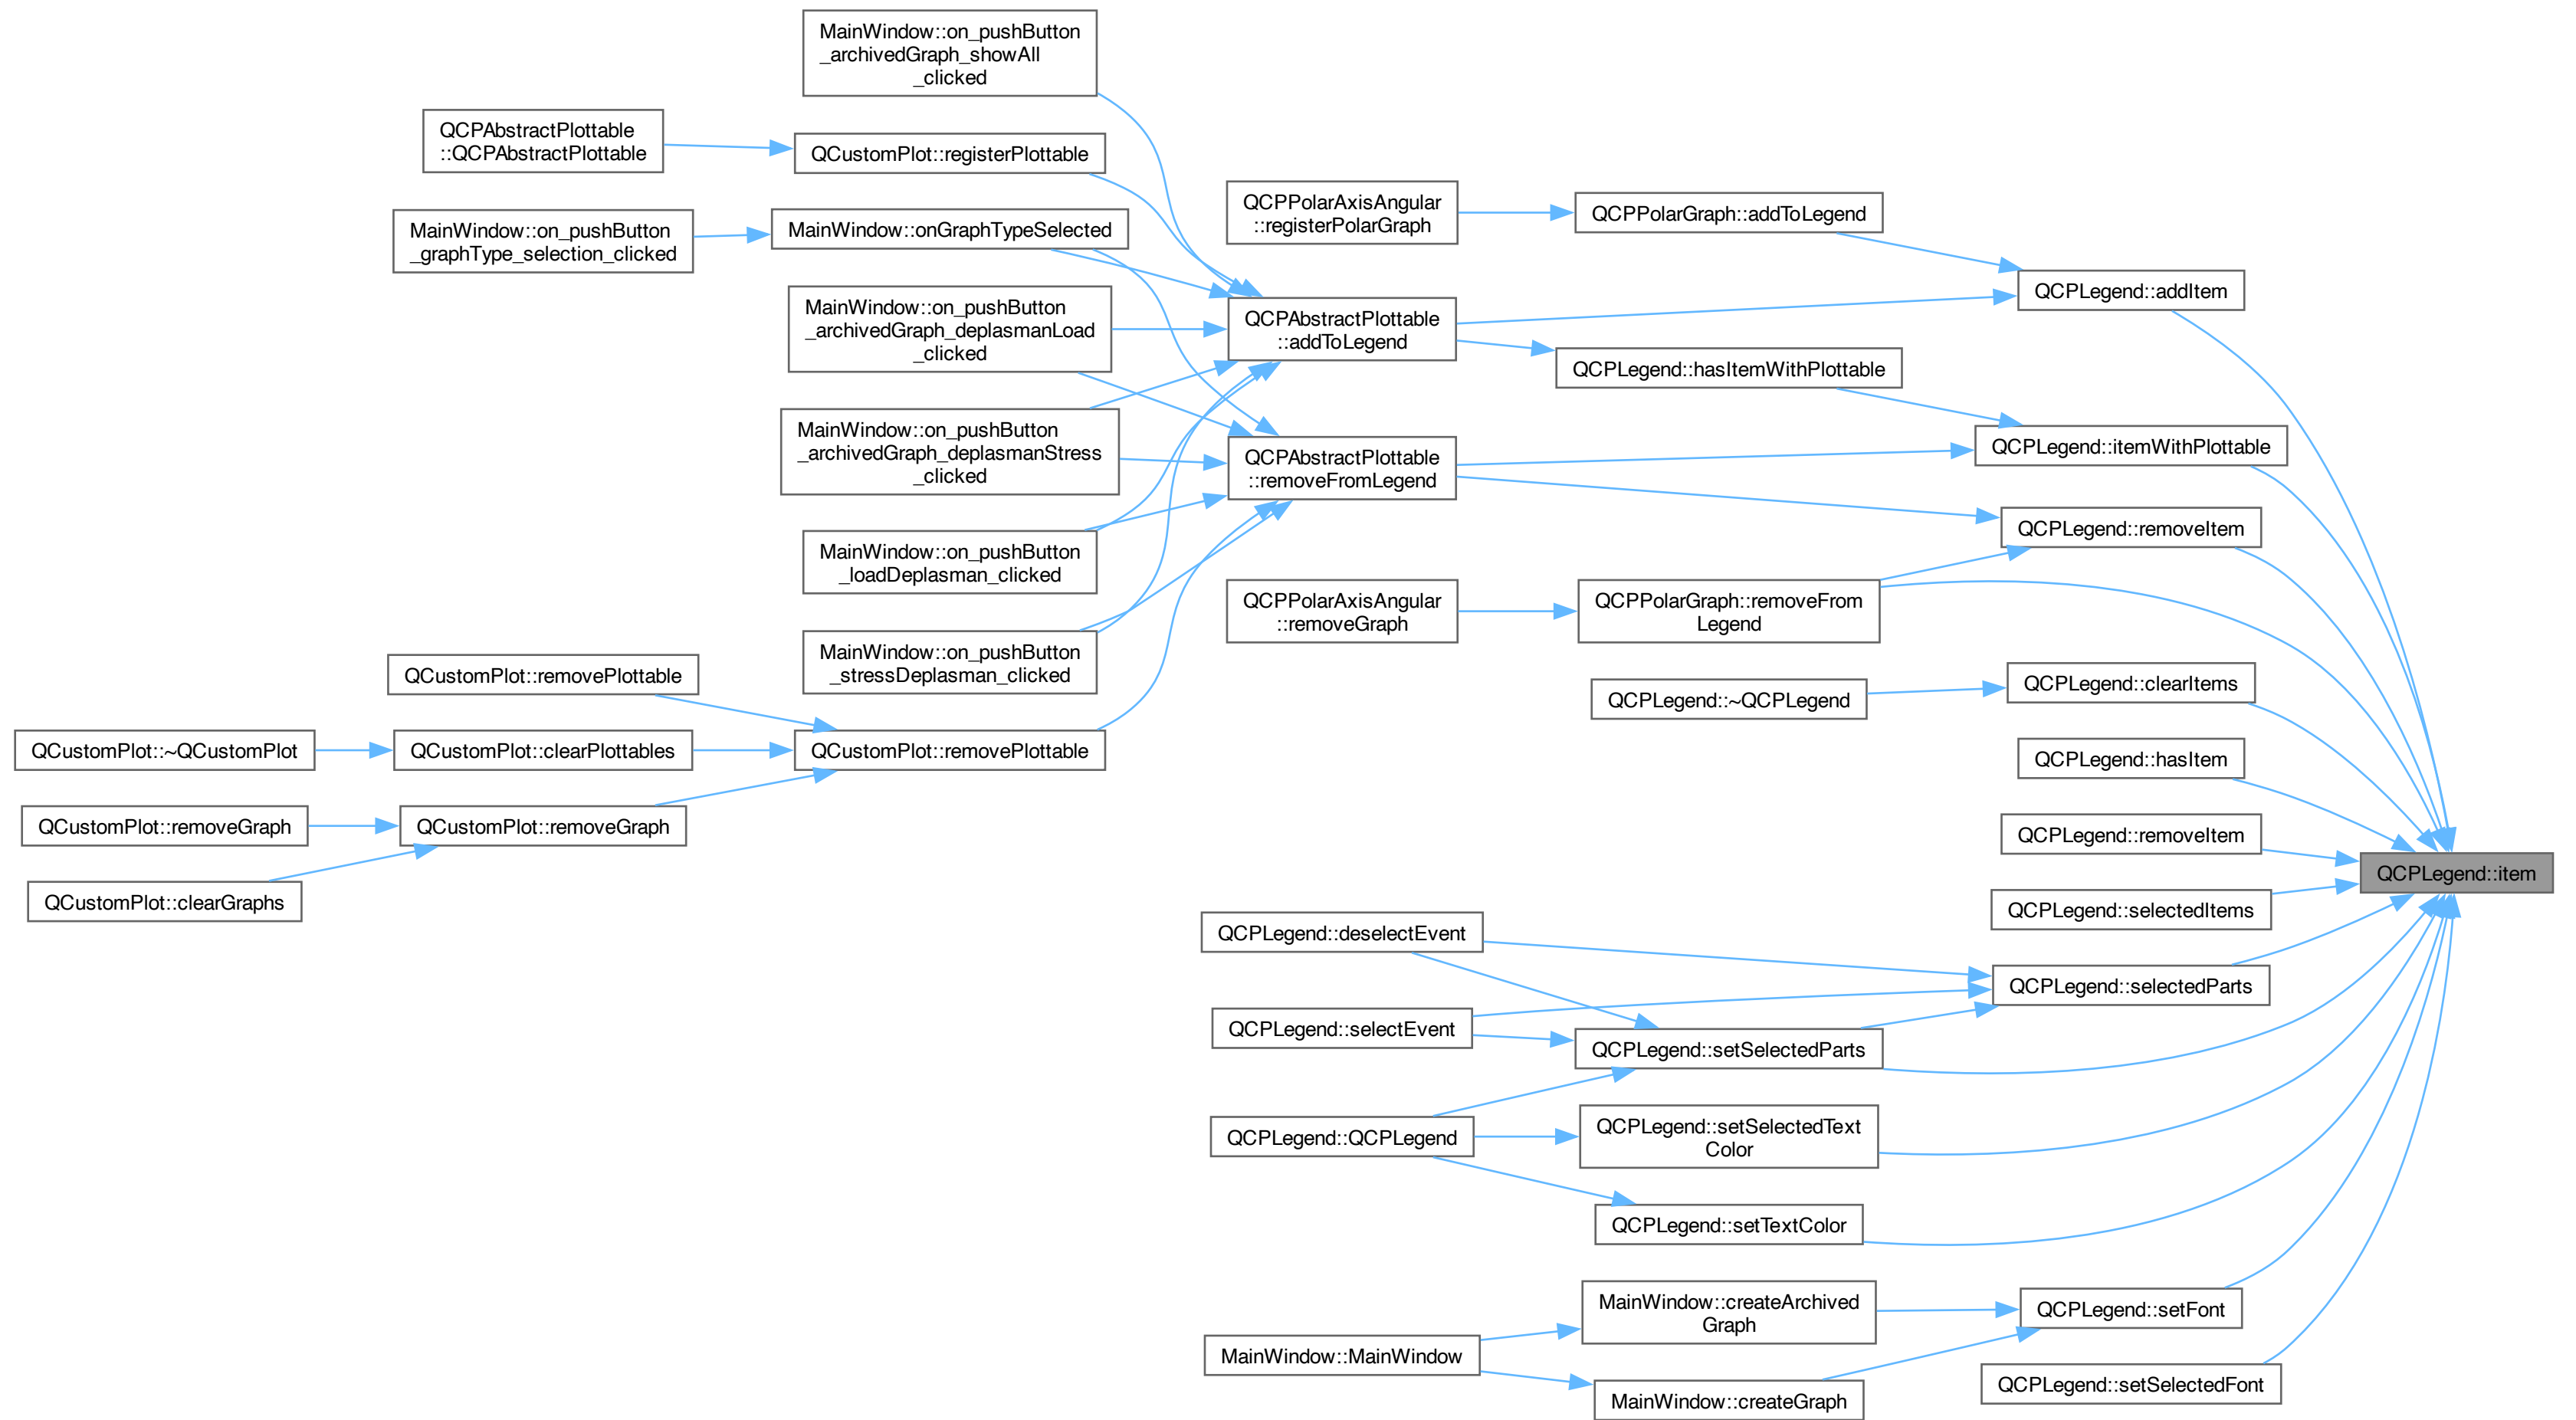 MainWindow::on_pushButton
_archivedGraph_showAll
_clicked
QCPAbstractPlottable
::QCPAbstractPlottable
QCustomPlot::registerPlottable
MainWindow::on_pushButton
_graphType_selection_clicked
MainWindow::onGraphTypeSelected
MainWindow::on_pushButton
_archivedGraph_deplasmanLoad
_clicked
MainWindow::on_pushButton
_archivedGraph_deplasmanStress
_clicked
MainWindow::on_pushButton
_loadDeplasman_clicked
MainWindow::on_pushButton
_stressDeplasman_clicked
QCustomPlot::removePlottable
QCustomPlot::~QCustomPlot
QCustomPlot::clearPlottables
QCustomPlot::removePlottable
QCustomPlot::removeGraph
QCustomPlot::removeGraph
QCustomPlot::clearGraphs
QCPPolarAxisAngular
::registerPolarGraph
QCPPolarGraph::addToLegend
QCPAbstractPlottable
::addToLegend
QCPLegend::addItem
QCPLegend::hasItemWithPlottable
QCPAbstractPlottable
::removeFromLegend
QCPLegend::itemWithPlottable
QCPLegend::removeItem
QCPPolarAxisAngular
::removeGraph
QCPPolarGraph::removeFrom
Legend
QCPLegend::~QCPLegend
QCPLegend::clearItems
QCPLegend::hasItem
QCPLegend::removeItem
QCPLegend::item
QCPLegend::selectedItems
QCPLegend::deselectEvent
QCPLegend::selectedParts
QCPLegend::selectEvent
QCPLegend::setSelectedParts
QCPLegend::QCPLegend
QCPLegend::setSelectedText
Color
QCPLegend::setTextColor
MainWindow::createArchived
Graph
QCPLegend::setFont
MainWindow::MainWindow
MainWindow::createGraph
QCPLegend::setSelectedFont